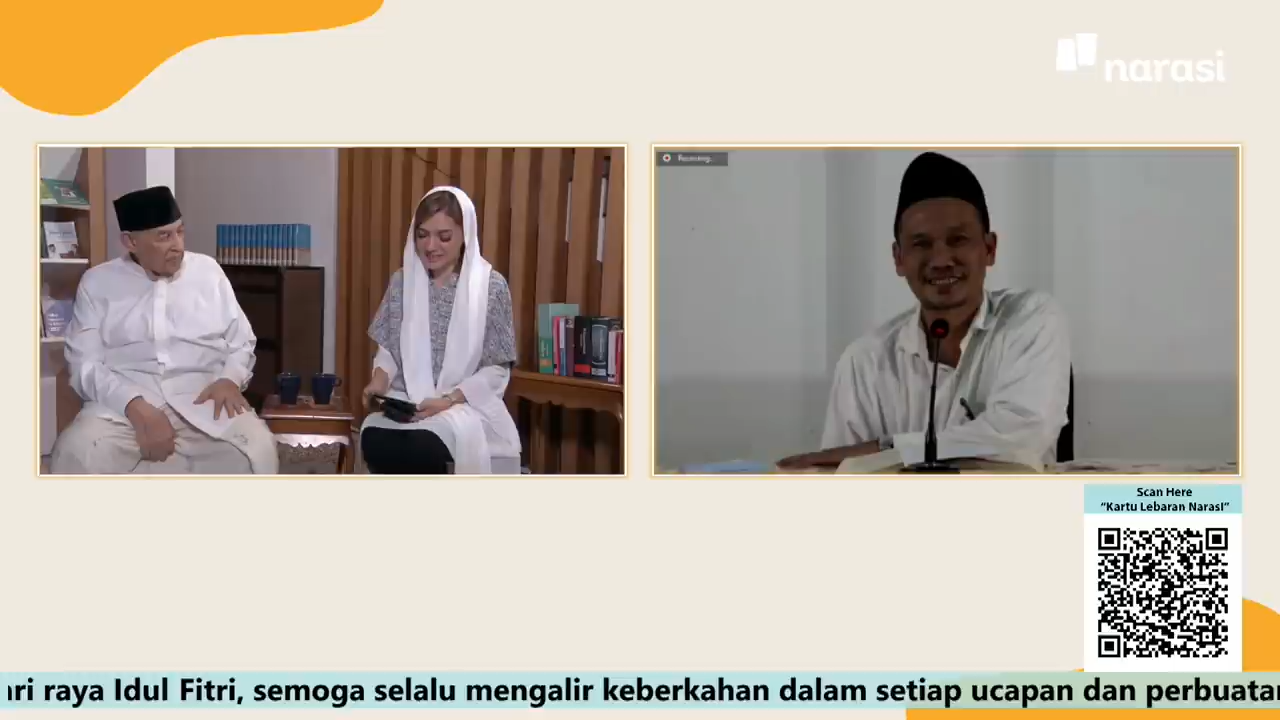 narasi
Recording...
Scan Here
“Kartu Lebaran Narasi”
ari raya Idul Fitri, semoga selalu mengalir keberkahan dalam setiap ucapan dan perbuatan